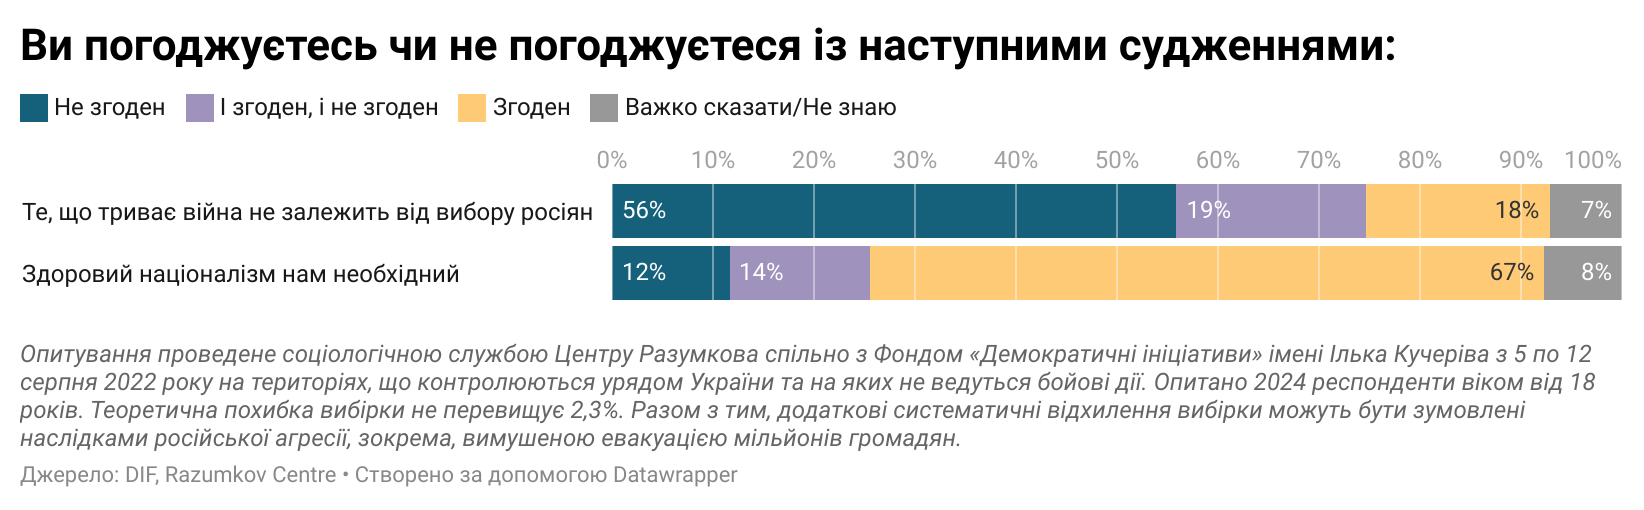 Ви погоджуєтесь чи не погоджуєтеся із наступними судженнями:
Не згоден І згоден, і не згоден Згоден Важко сказати/Не знаю
0% 10% 20% 30% 40% 50% 60% 70% 80% 90% 100%
Те, що триває війна не залежить від вибору росіян 56% 19% 18% 7%
Здоровий націоналізм нам необхідний 12% 14% 67% 8%
Опитування проведене соціологічною службою Центру Разумкова спільно з Фондом «Демократичні ініціативи» імені Ілька Кучеріва з 5 по 12
серпня 2022 року на територіях, що контролюються урядом України та на яких не ведуться бойові дії. Опитано 2024 респонденти віком від 18
років. Теоретична похибка вибірки не перевищує 2,3%. Разом з тим, додаткові систематичні відхилення вибірки можуть бути зумовлені
наслідками російської агресії, зокрема, вимушеною евакуацією мільйонів громадян.
Джерело: DIF, Razumkov Centre • Створено за допомогою Datawrapper